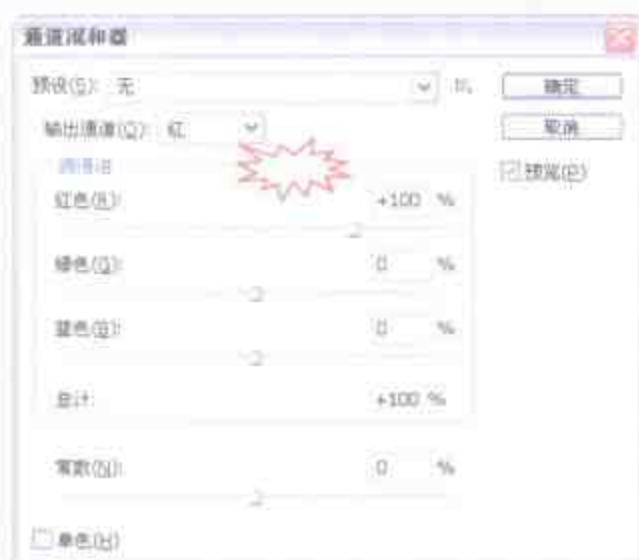 通道混和器
预设(S): 无
确定
输出通道(O): 红
取消
源通道
预览(P)
红色(R): +100 %
绿色(G): 0 %
蓝色(B): 0 %
总计: +100 %
常数(N): 0 %
单色(H)